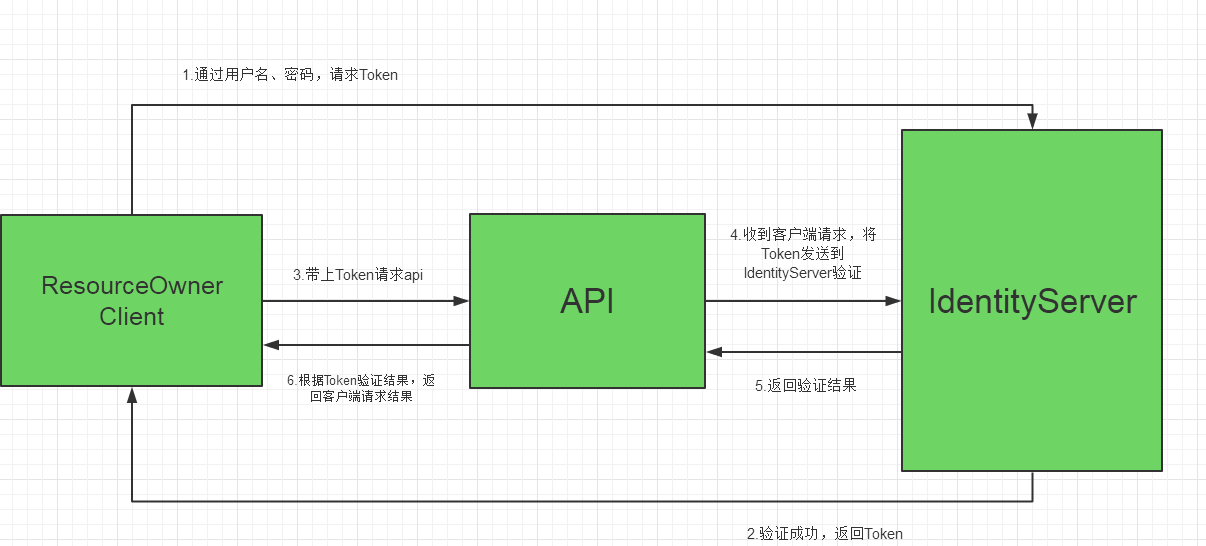 1.通过用户名、密码，请求Token
ResourceOwner
Client
3.带上Token请求api
6.根据Token验证结果，返
回客户端请求结果
API
4.收到客户端请求，将
Token发送到
IdentityServer验证
5.返回验证结果
IdentityServer
2.验证成功，返回Token